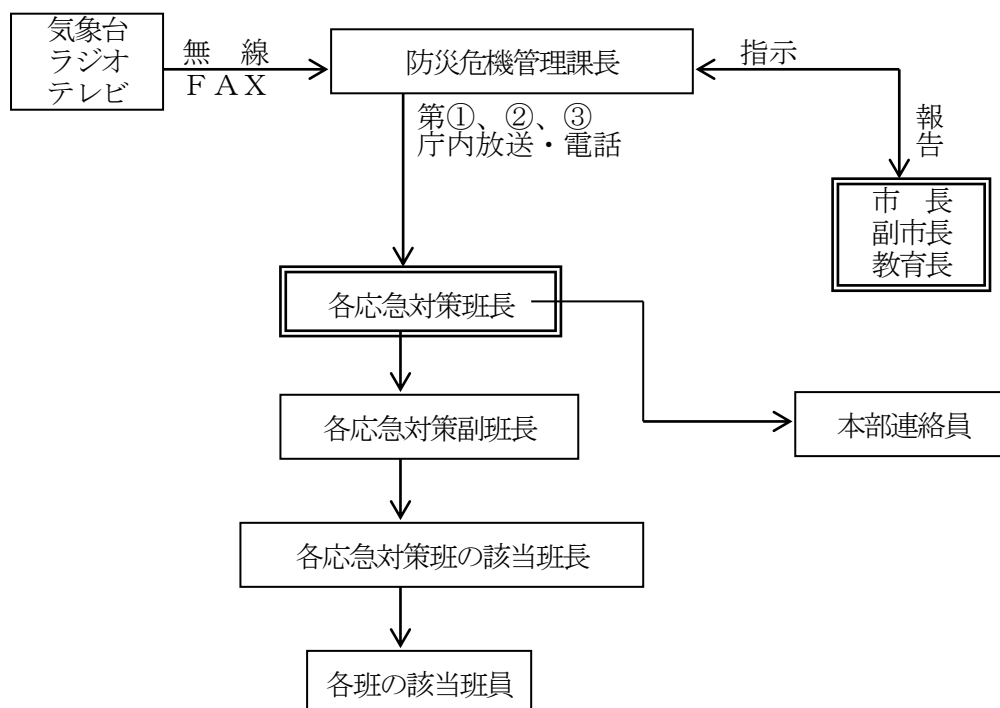 気象台
ラジオ
テレビ
無　線
ＦＡＸ
防災危機管理課長
指示
報告
第①、②、③
庁内放送・電話
市　長
副市長
教育長
各応急対策班長
各応急対策副班長
本部連絡員
各応急対策班の該当班長
各班の該当班員